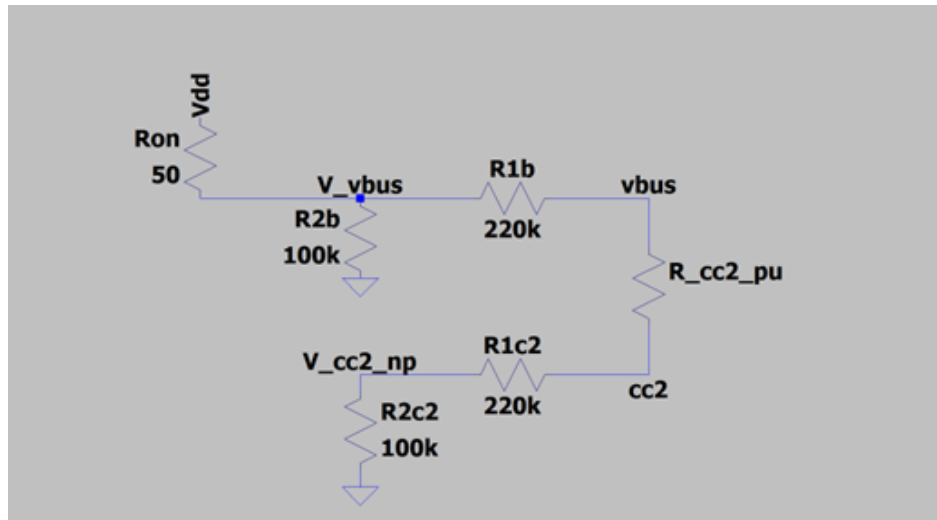 Vdd
Ron
50
V_vbus
R1b
vbus
R2b
220k
100k
R_cc2_pu
R1c2
V_cc2_np
cc2
220k
R2c2
100k